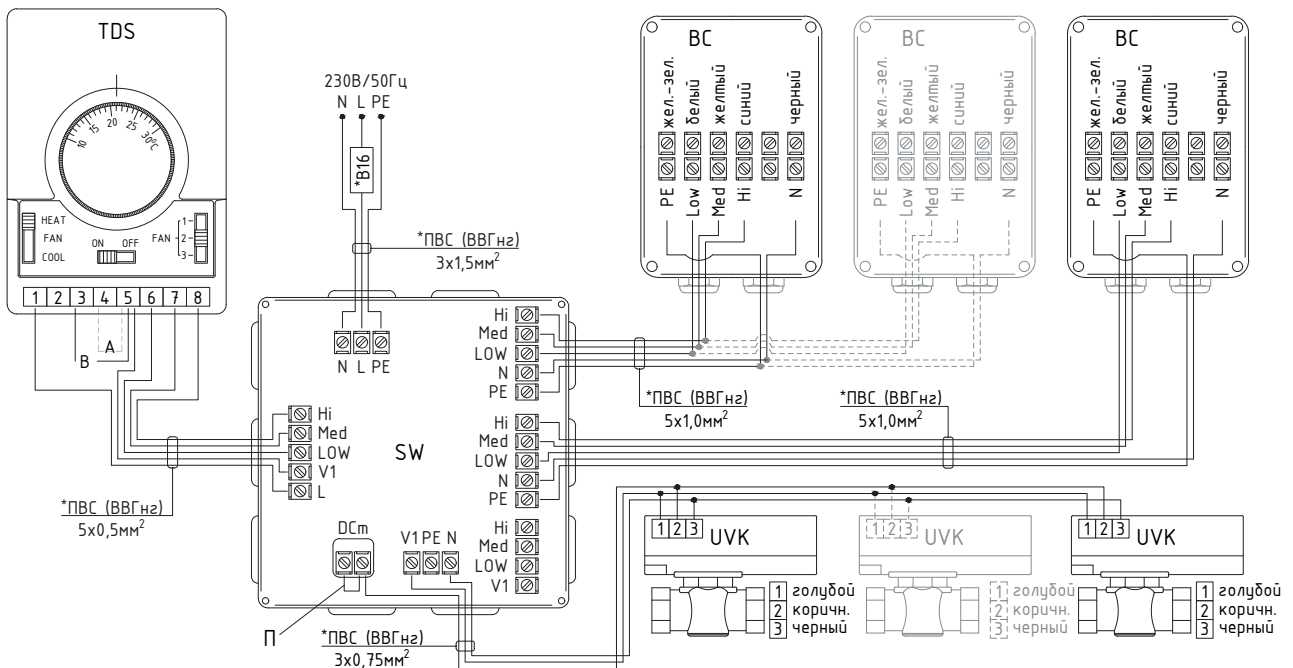 TDS
10 15 20 25 30°C
HEAT
FAN
COOL
ON OFF
FAN
1
2
3
1 2 3 4 5 6 7 8
A
B
*ПВС (ВВГнг)
5x0,5мм²
230В/50Гц
N L PE
*B16
*ПВС (ВВГнг)
3x1,5мм²
N L PE
Hi
Med
LOW
V1
L
SW
DCm
П
V1 PE N
*ПВС (ВВГнг)
3x0,75мм²
Hi
Med
LOW
N
PE
Hi
Med
LOW
N
PE
Hi
Med
LOW
V1
*ПВС (ВВГнг)
5x1,0мм²
*ПВС (ВВГнг)
5x1,0мм²
BC
жел.-зел.
белый
желтый
синий
черный
PE
Low
Med
Hi
N
BC
жел.-зел.
белый
желтый
синий
черный
PE
Low
Med
Hi
N
BC
жел.-зел.
белый
желтый
синий
черный
PE
Low
Med
Hi
N
1 2 3
UVK
1 голубой
2 коричн.
3 черный
1 2 3
UVK
1 голубой
2 коричн.
3 черный
1 2 3
UVK
1 голубой
2 коричн.
3 черный